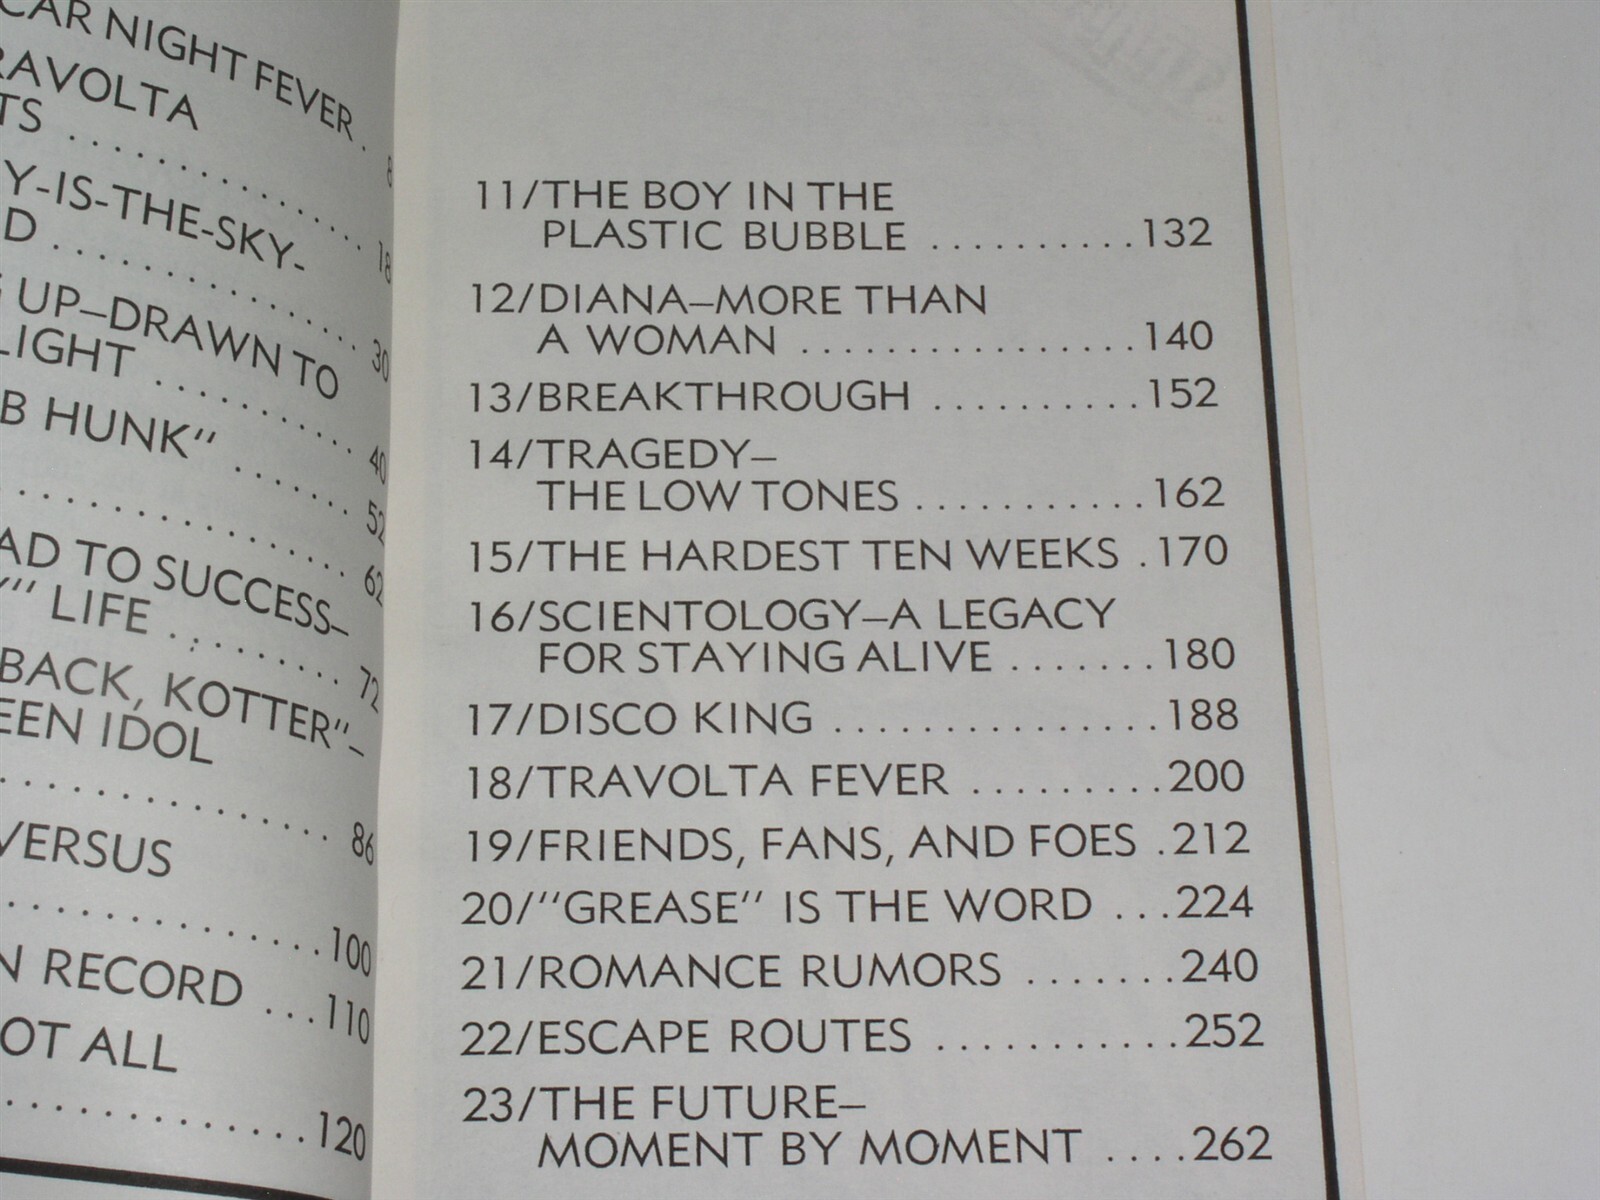 CAR NIGHT FEVER . 8
RAVOLTA
TS .................. 18
Y-IS-THE-SKY-
D .................. 30
UP–DRAWN TO
LIGHT .......... 40
B HUNK" ...... 52
.................. 62
AD TO SUCCESS–
LIFE .......... 72
BACK, KOTTER"–
EEN IDOL
.................. 86
VERSUS
.................. 100
N RECORD ...110
OT ALL
.................. 120
11/THE BOY IN THE
PLASTIC BUBBLE ..........132
12/DIANA–MORE THAN
A WOMAN ................140
13/BREAKTHROUGH ..........152
14/TRAGEDY–
THE LOW TONES ...........162
15/THE HARDEST TEN WEEKS .170
16/SCIENTOLOGY–A LEGACY
FOR STAYING ALIVE .......180
17/DISCO KING ...............188
18/TRAVOLTA FEVER .........200
19/FRIENDS, FANS, AND FOES .212
20/"GREASE" IS THE WORD ...224
21/ROMANCE RUMORS .......240
22/ESCAPE ROUTES ...........252
23/THE FUTURE–
MOMENT BY MOMENT ....262